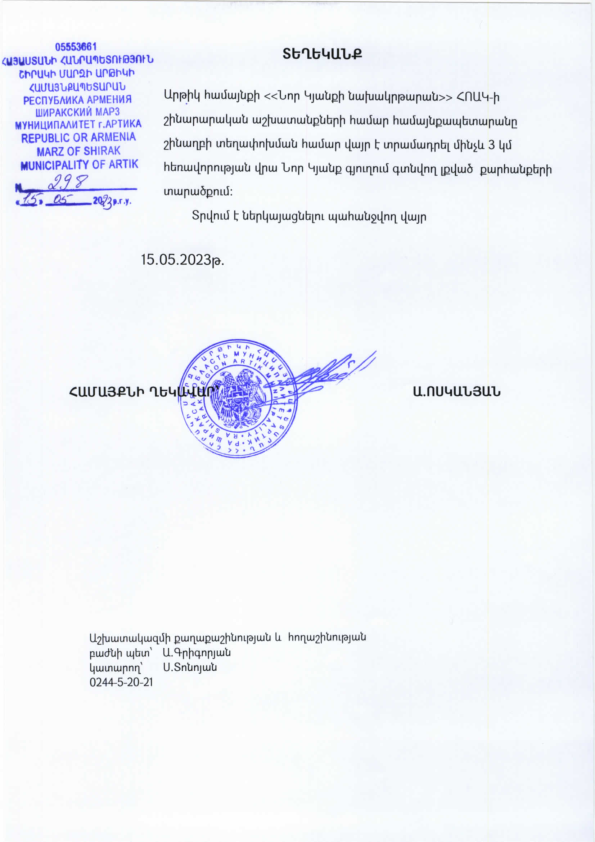 05553661
ՀԱՅԱՍՏԱՆԻ ՀԱՆՐԱՊԵՏՈՒԹՅՈՒՆ
ՇԻՐԱԿԻ ՄԱՐԶԻ ԱՐԹԻԿԻ
ՀԱՄԱՅՆՔԱՊԵՏԱՐԱՆ
РЕСПУБЛИКА АРМЕНИЯ
ШИРАКСКИЙ МАРЗ
МУНИЦИПАЛИТЕТ г.АРТИКА
REPUBLIC OR ARMENIA
MARZ OF SHIRAK
MUNICIPALITY OF ARTIK
N 298
«15» 05 2023թ.г.y.
ՏԵՂԵԿԱՆՔ
Արթիկ համայնքի <<Նոր Կյանքի նախակրթարան>> ՀՈԱԿ-ի
շինարարական աշխատանքների համար համայնքապետարանը
շինաղբի տեղափոխման համար վայր է տրամադրել մինչև 3 կմ
հեռավորության վրա Նոր Կյանք գյուղում գտնվող լքված քարհանքերի
տարածքում:
Տրվում է ներկայացնելու պահանջվող վայր
15.05.2023թ.
ՀԱՄԱՅՆՔԻ ՂԵԿԱՎԱՐ՝ Ա.ՈՍԿԱՆՅԱՆ
Աշխատակազմի քաղաքաշինության և հողաշինության
բաժնի պետ՝ Ա.Գրիգորյան
կատարող՝ Ս.Տոնոյան
0244-5-20-21